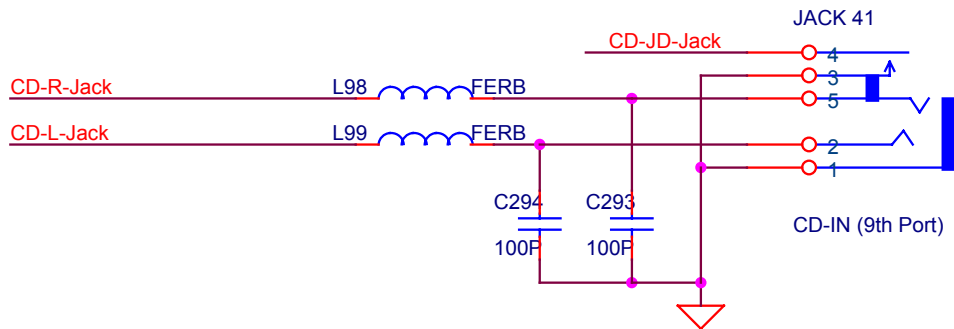 JACK 41
CD-JD-Jack
4
3
CD-R-Jack
L98
FERB
5
CD-L-Jack
L99
FERB
2
1
C294
C293
100P
100P
CD-IN (9th Port)